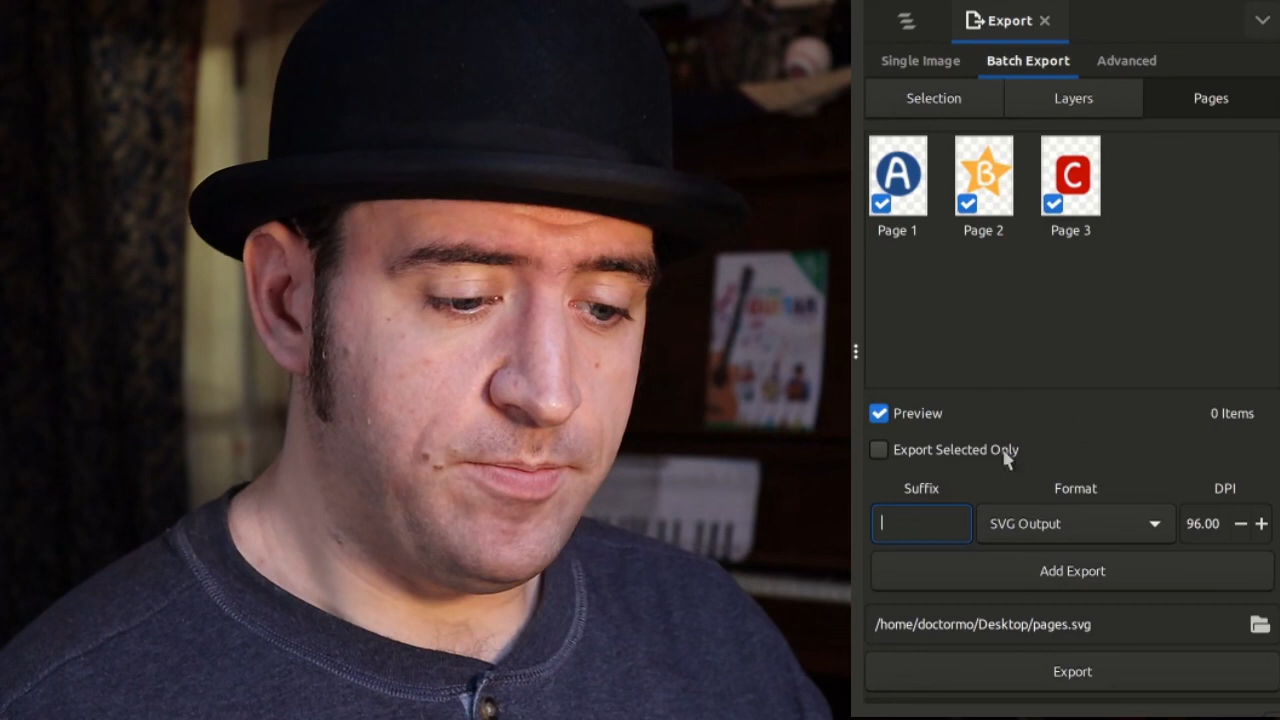 Export
Single Image Batch Export Advanced
Selection Layers Pages
A B C
Page 1 Page 2 Page 3
Preview 0 Items
Export Selected Only
Suffix Format DPI
SVG Output 96.00
Add Export
/home/doctormo/Desktop/pages.svg
Export